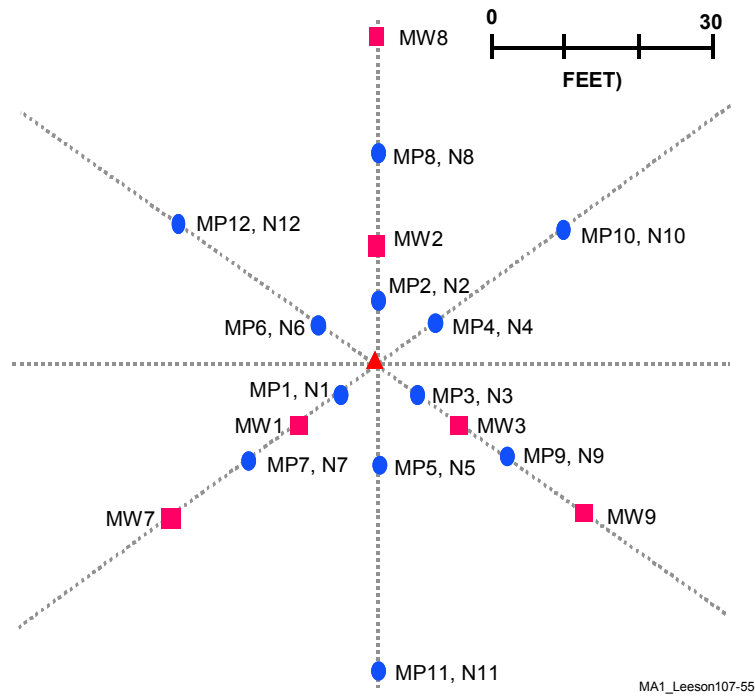 0 30
FEET)
MW8
MP8, N8
MP12, N12
MW2
MP10, N10
MP2, N2
MP6, N6
MP4, N4
MP1, N1
MP3, N3
MW1
MW3
MP7, N7
MP5, N5
MP9, N9
MW7
MW9
MP11, N11
MA1_Leeson107-55